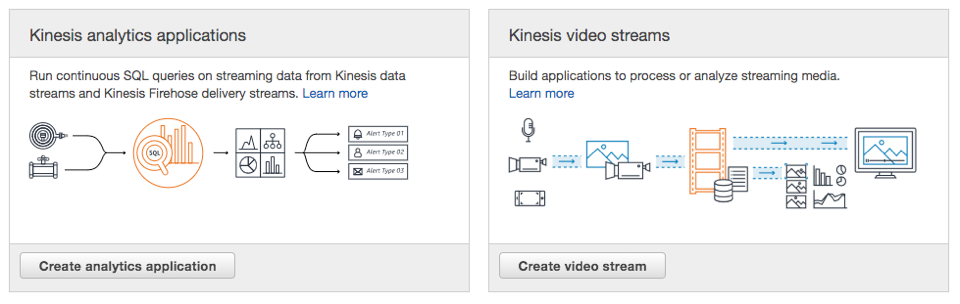 Kinesis analytics applications
Run continuous SQL queries on streaming data from Kinesis data
streams and Kinesis Firehose delivery streams. Learn more
SQL
Alert Type 01
Alert Type 02
Alert Type 03
Create analytics application
Kinesis video streams
Build applications to process or analyze streaming media.
Learn more
Create video stream